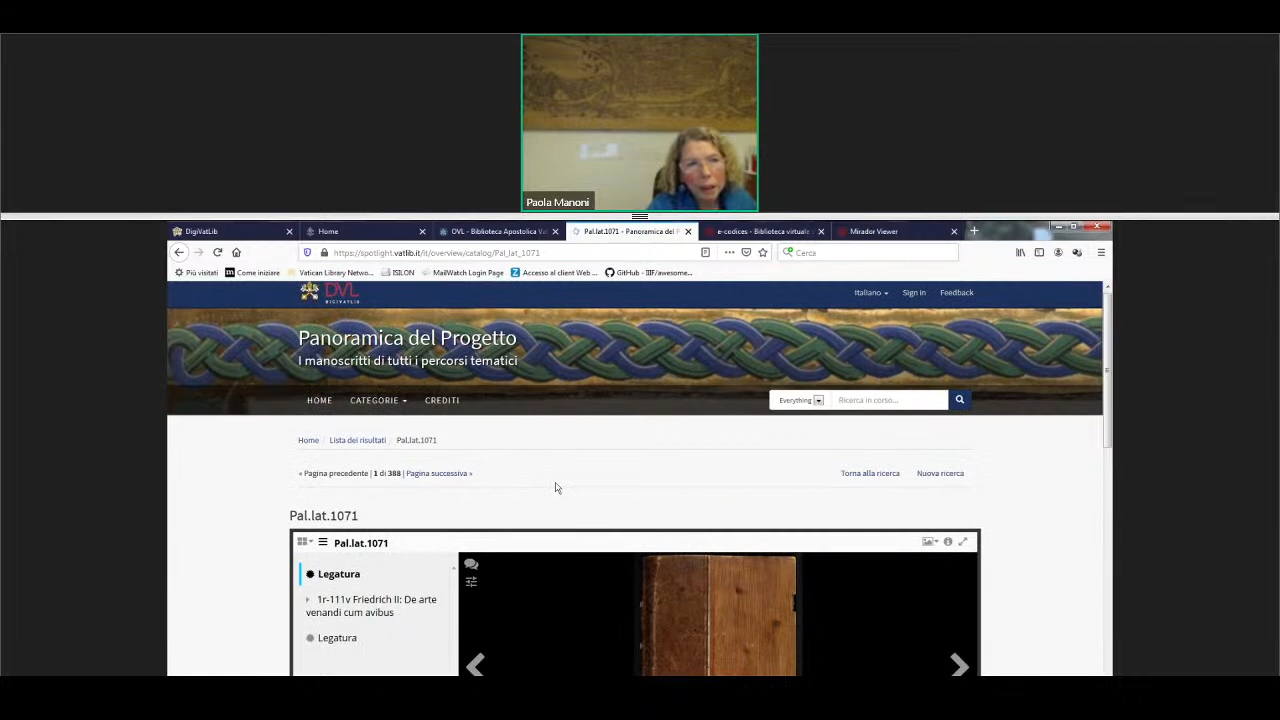 Paola Manoni
DigiVatLib
Home
OVL - Biblioteca Apostolica Vat
Pal.lat.1071 - Panoramica del P
e-codices - Biblioteca virtuale
Mirador Viewer
https://spotlight.vatlib.it/it/overview/catalog/Pal_lat_1071
Cerca
Più visitati
Come iniziare
Vatican Library Netwo...
ISILON
MailWatch Login Page
Accesso al client Web ...
GitHub - IIIF/awesome...
DVL
DIGIVATLIB
Italiano
Sign in
Feedback
Panoramica del Progetto
I manoscritti di tutti i percorsi tematici
HOME
CATEGORIE
CREDITI
Everything
Ricerca in corso...
Home / Lista dei risultati / Pal.lat.1071
« Pagina precedente | 1 di 388 | Pagina successiva »
Torna alla ricerca
Nuova ricerca
Pal.lat.1071
Pal.lat.1071
Legatura
1r-111v Friedrich II: De arte
venandi cum avibus
Legatura